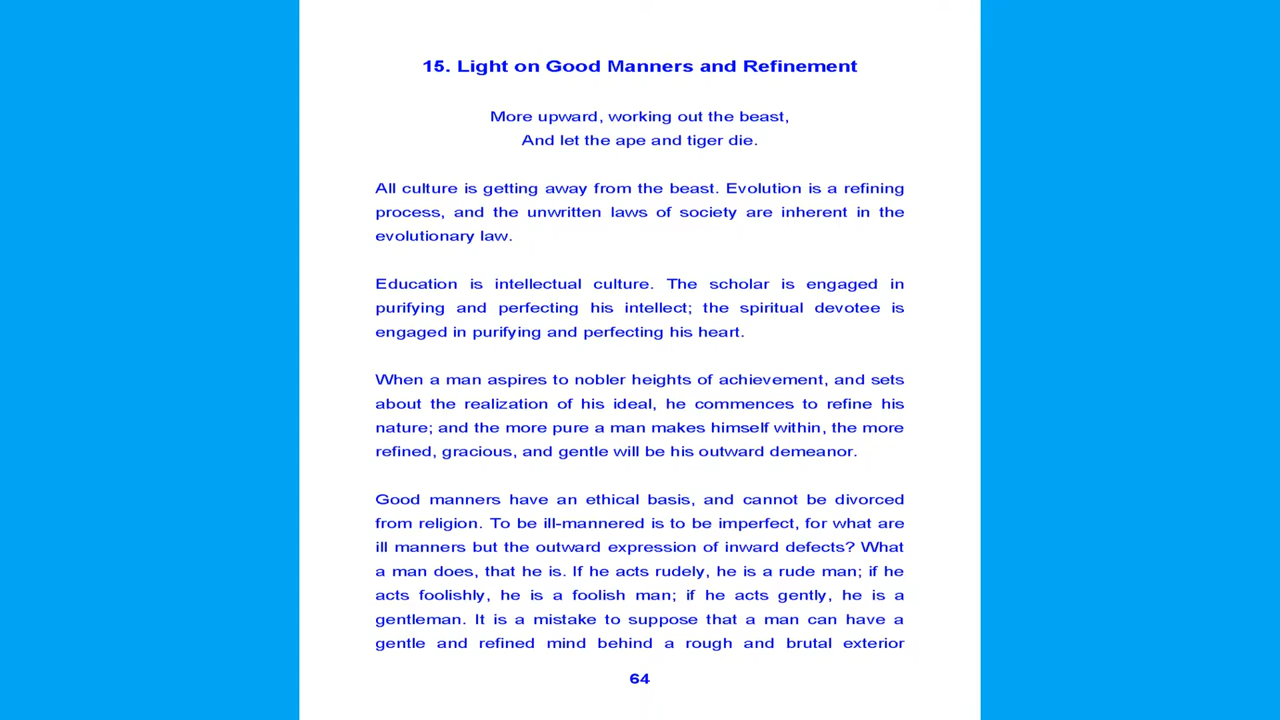 15. Light on Good Manners and Refinement
More upward, working out the beast,
And let the ape and tiger die.
All culture is getting away from the beast. Evolution is a refining
process, and the unwritten laws of society are inherent in the
evolutionary law.
Education is intellectual culture. The scholar is engaged in
purifying and perfecting his intellect; the spiritual devotee is
engaged in purifying and perfecting his heart.
When a man aspires to nobler heights of achievement, and sets
about the realization of his ideal, he commences to refine his
nature; and the more pure a man makes himself within, the more
refined, gracious, and gentle will be his outward demeanor.
Good manners have an ethical basis, and cannot be divorced
from religion. To be ill-mannered is to be imperfect, for what are
ill manners but the outward expression of inward defects? What
a man does, that he is. If he acts rudely, he is a rude man; if he
acts foolishly, he is a foolish man; if he acts gently, he is a
gentleman. It is a mistake to suppose that a man can have a
gentle and refined mind behind a rough and brutal exterior
64